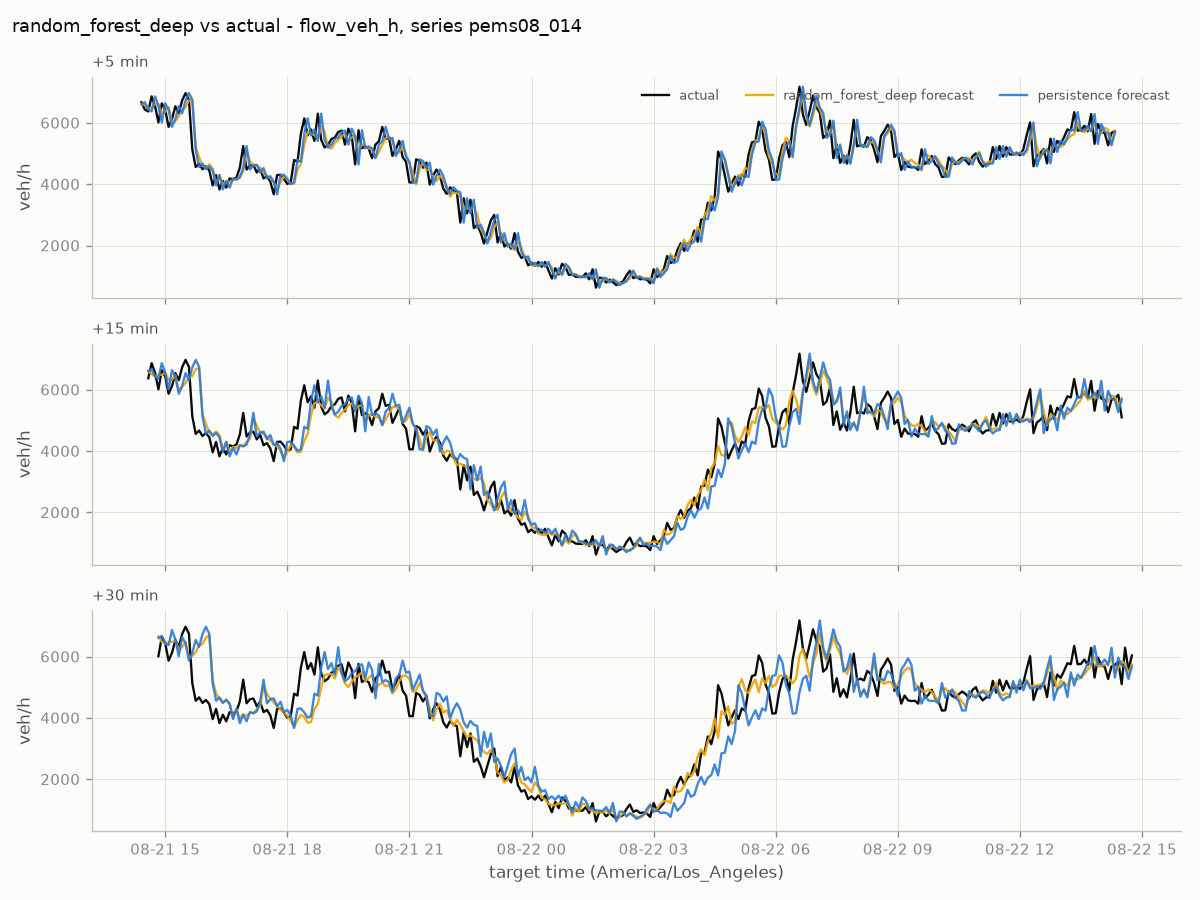 random_forest_deep vs actual - flow_veh_h, series pems08_014
+5 min
actual
random_forest_deep forecast
persistence forecast
6000
4000
2000
veh/h
+15 min
6000
4000
2000
veh/h
+30 min
6000
4000
2000
veh/h
08-21 15
08-21 18
08-21 21
08-22 00
08-22 03
08-22 06
08-22 09
08-22 12
08-22 15
target time (America/Los_Angeles)